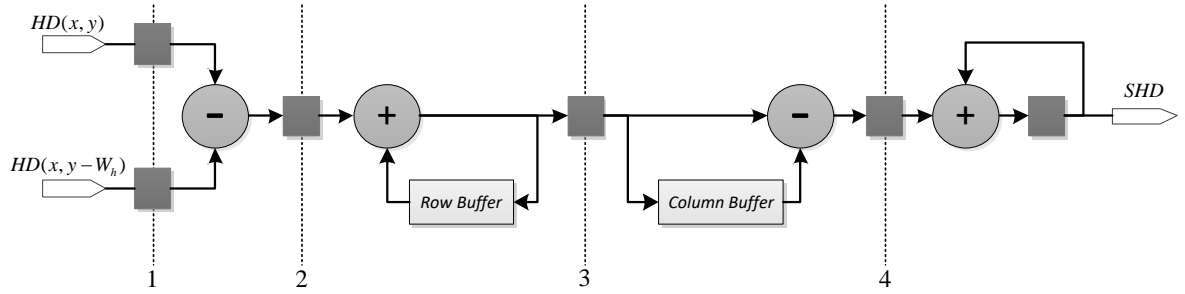 HD(x, y)
HD(x, y − W_h)
-
+
Row Buffer
-
Column Buffer
+
SHD
1
2
3
4